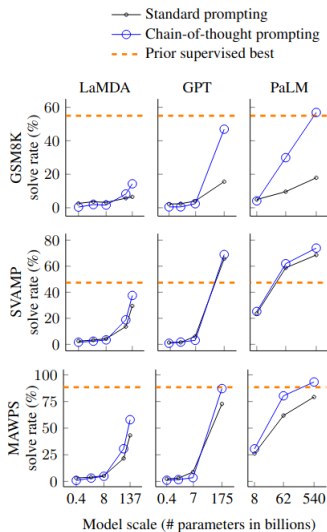 Standard prompting
Chain-of-thought prompting
Prior supervised best
LaMDA GPT PaLM
GSM8K
solve rate (%)
60
40
20
0
SVAMP
solve rate (%)
80
60
40
20
0
MAWPS
solve rate (%)
100
75
50
25
0
0.4 8 137 0.4 7 175 8 62 540
Model scale (# parameters in billions)